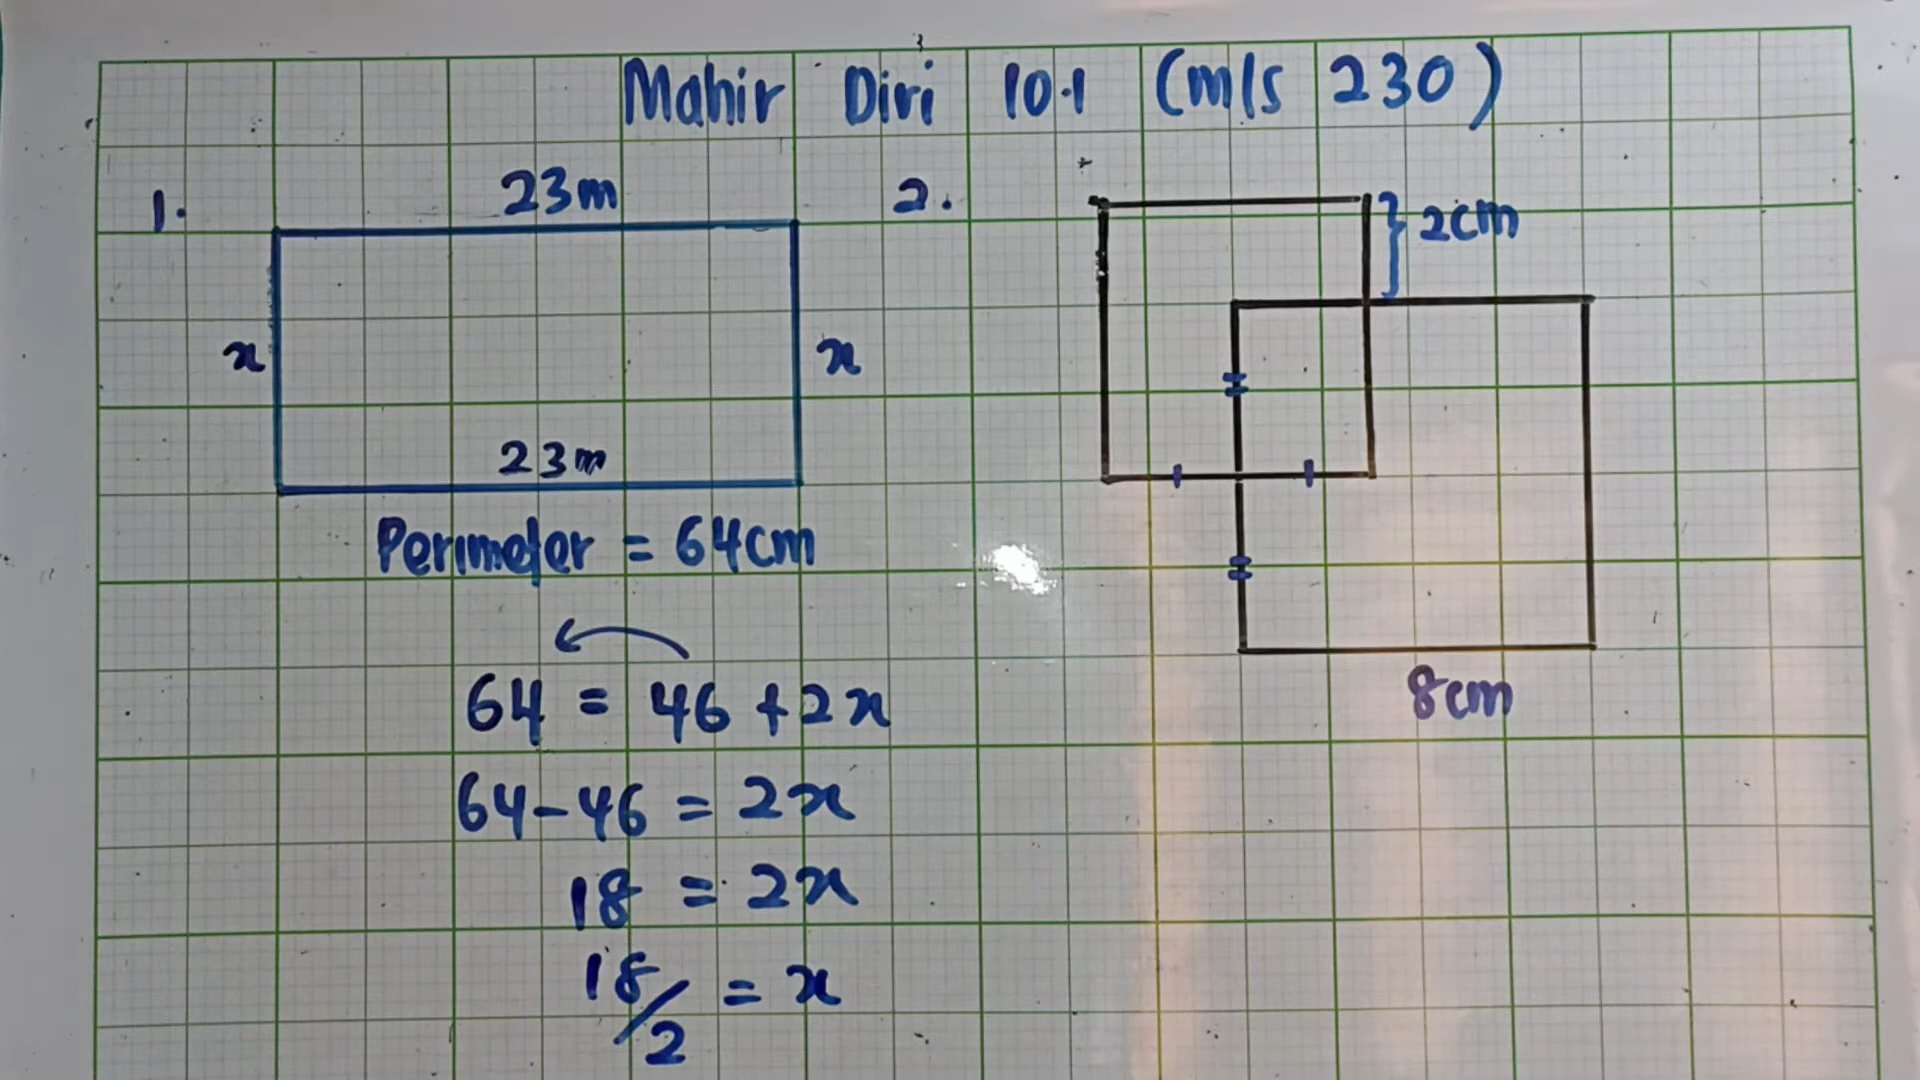 Mahir Diri 10.1 (m/s 230)
1.
23m
x
x
23m
Perimeter = 64cm
64 = 46 + 2x
64-46 = 2x
18 = 2x
18/2 = x
2.
2cm
8cm